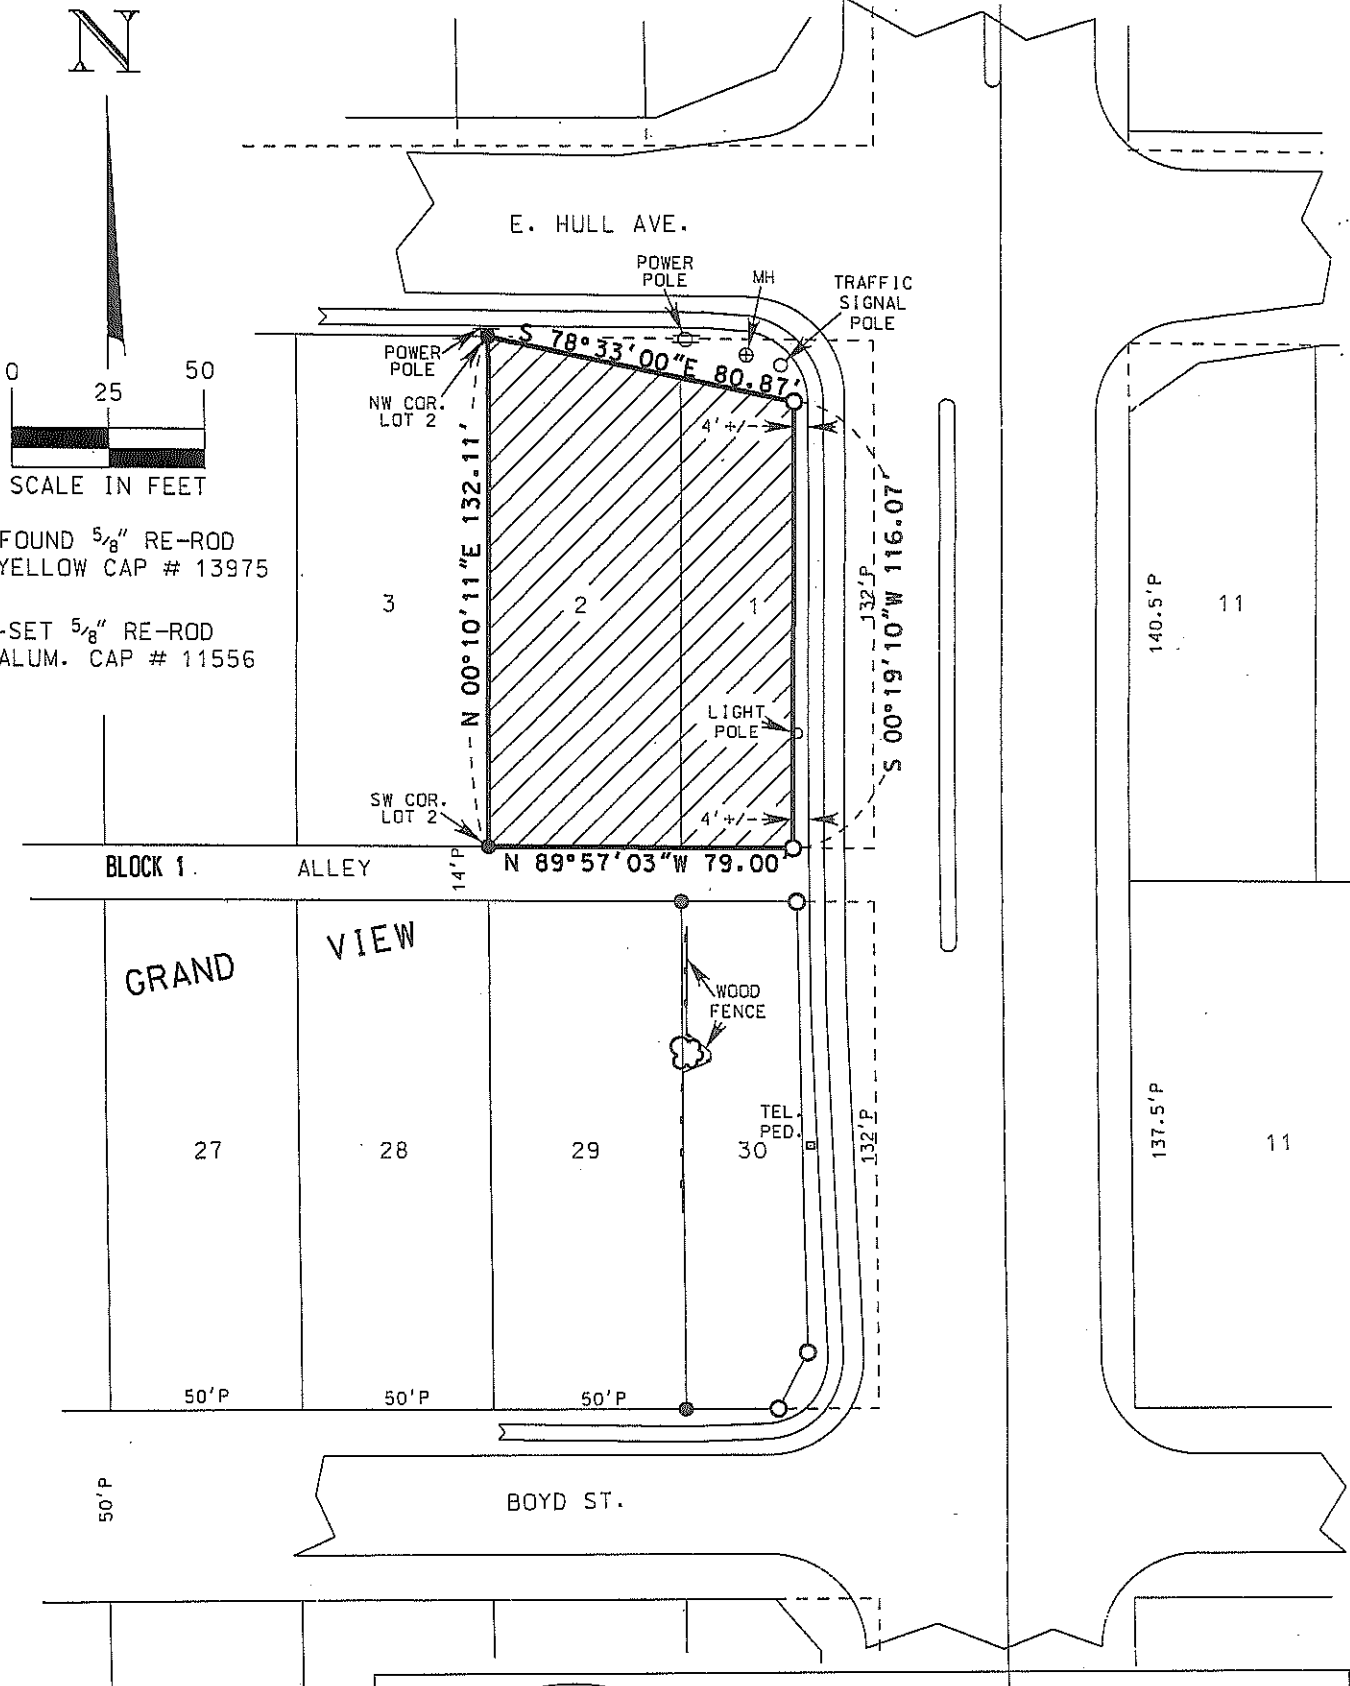 N
E. HULL AVE.
POWER
POLE
MH
TRAFFIC
SIGNAL
POLE
S 78°33'00"E 80.87'
POWER
POLE
NW COR.
LOT 2
0 25 50
SCALE IN FEET
4'+/-
FOUND 5/8" RE-ROD
YELLOW CAP # 13975
-SET 5/8" RE-ROD
ALUM. CAP # 11556
N 00°10'11"E 132.11'
S 00°19'10"W 116.07'
132'P
140.5'P
3
2
1
11
LIGHT
POLE
SW COR.
LOT 2
4'+/-
BLOCK 1.
ALLEY
14'P
N 89°57'03"W 79.00'
GRAND VIEW
WOOD
FENCE
TEL.
PED.
132'P
137.5'P
27
28
29
30
11
50'P
50'P
50'P
50'P
BOYD ST.